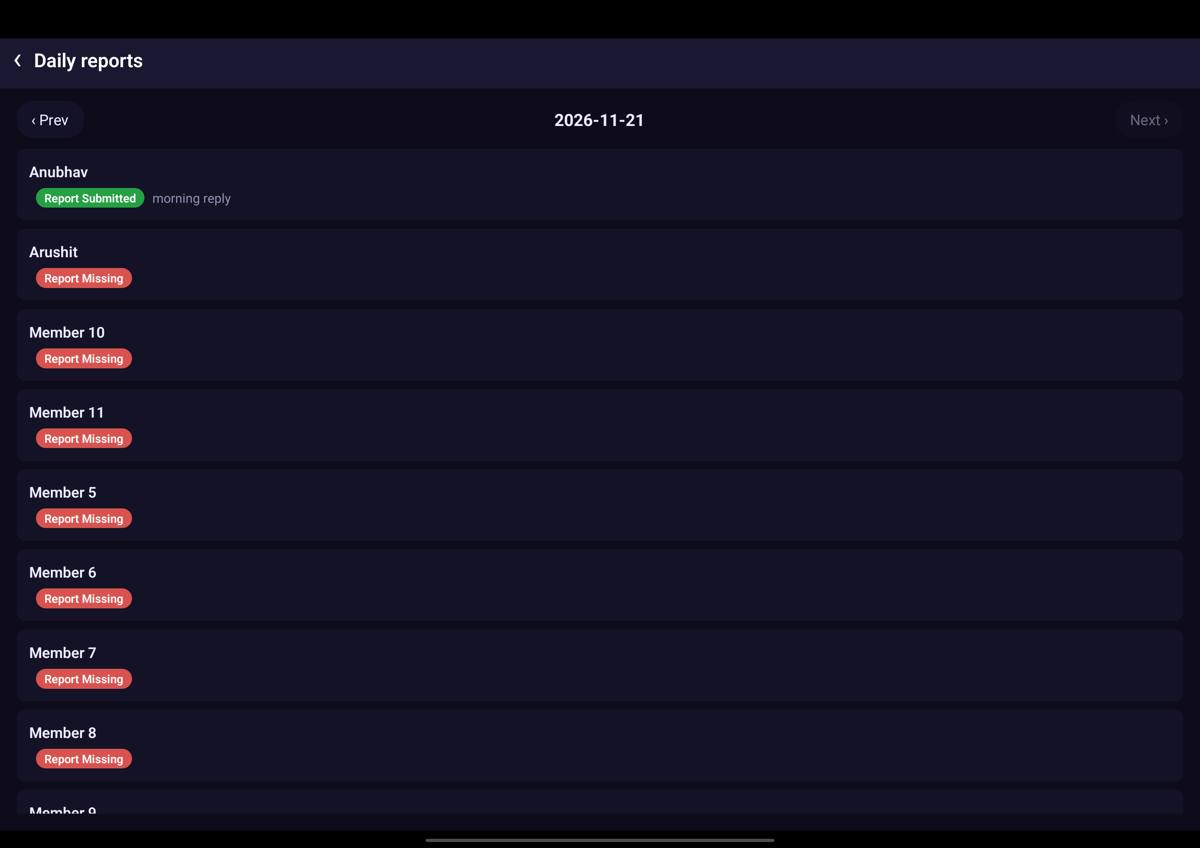 ‹ Daily reports
‹ Prev
2026-11-21
Next ›
Anubhav
Report Submitted morning reply
Arushit
Report Missing
Member 10
Report Missing
Member 11
Report Missing
Member 5
Report Missing
Member 6
Report Missing
Member 7
Report Missing
Member 8
Report Missing
Member 9